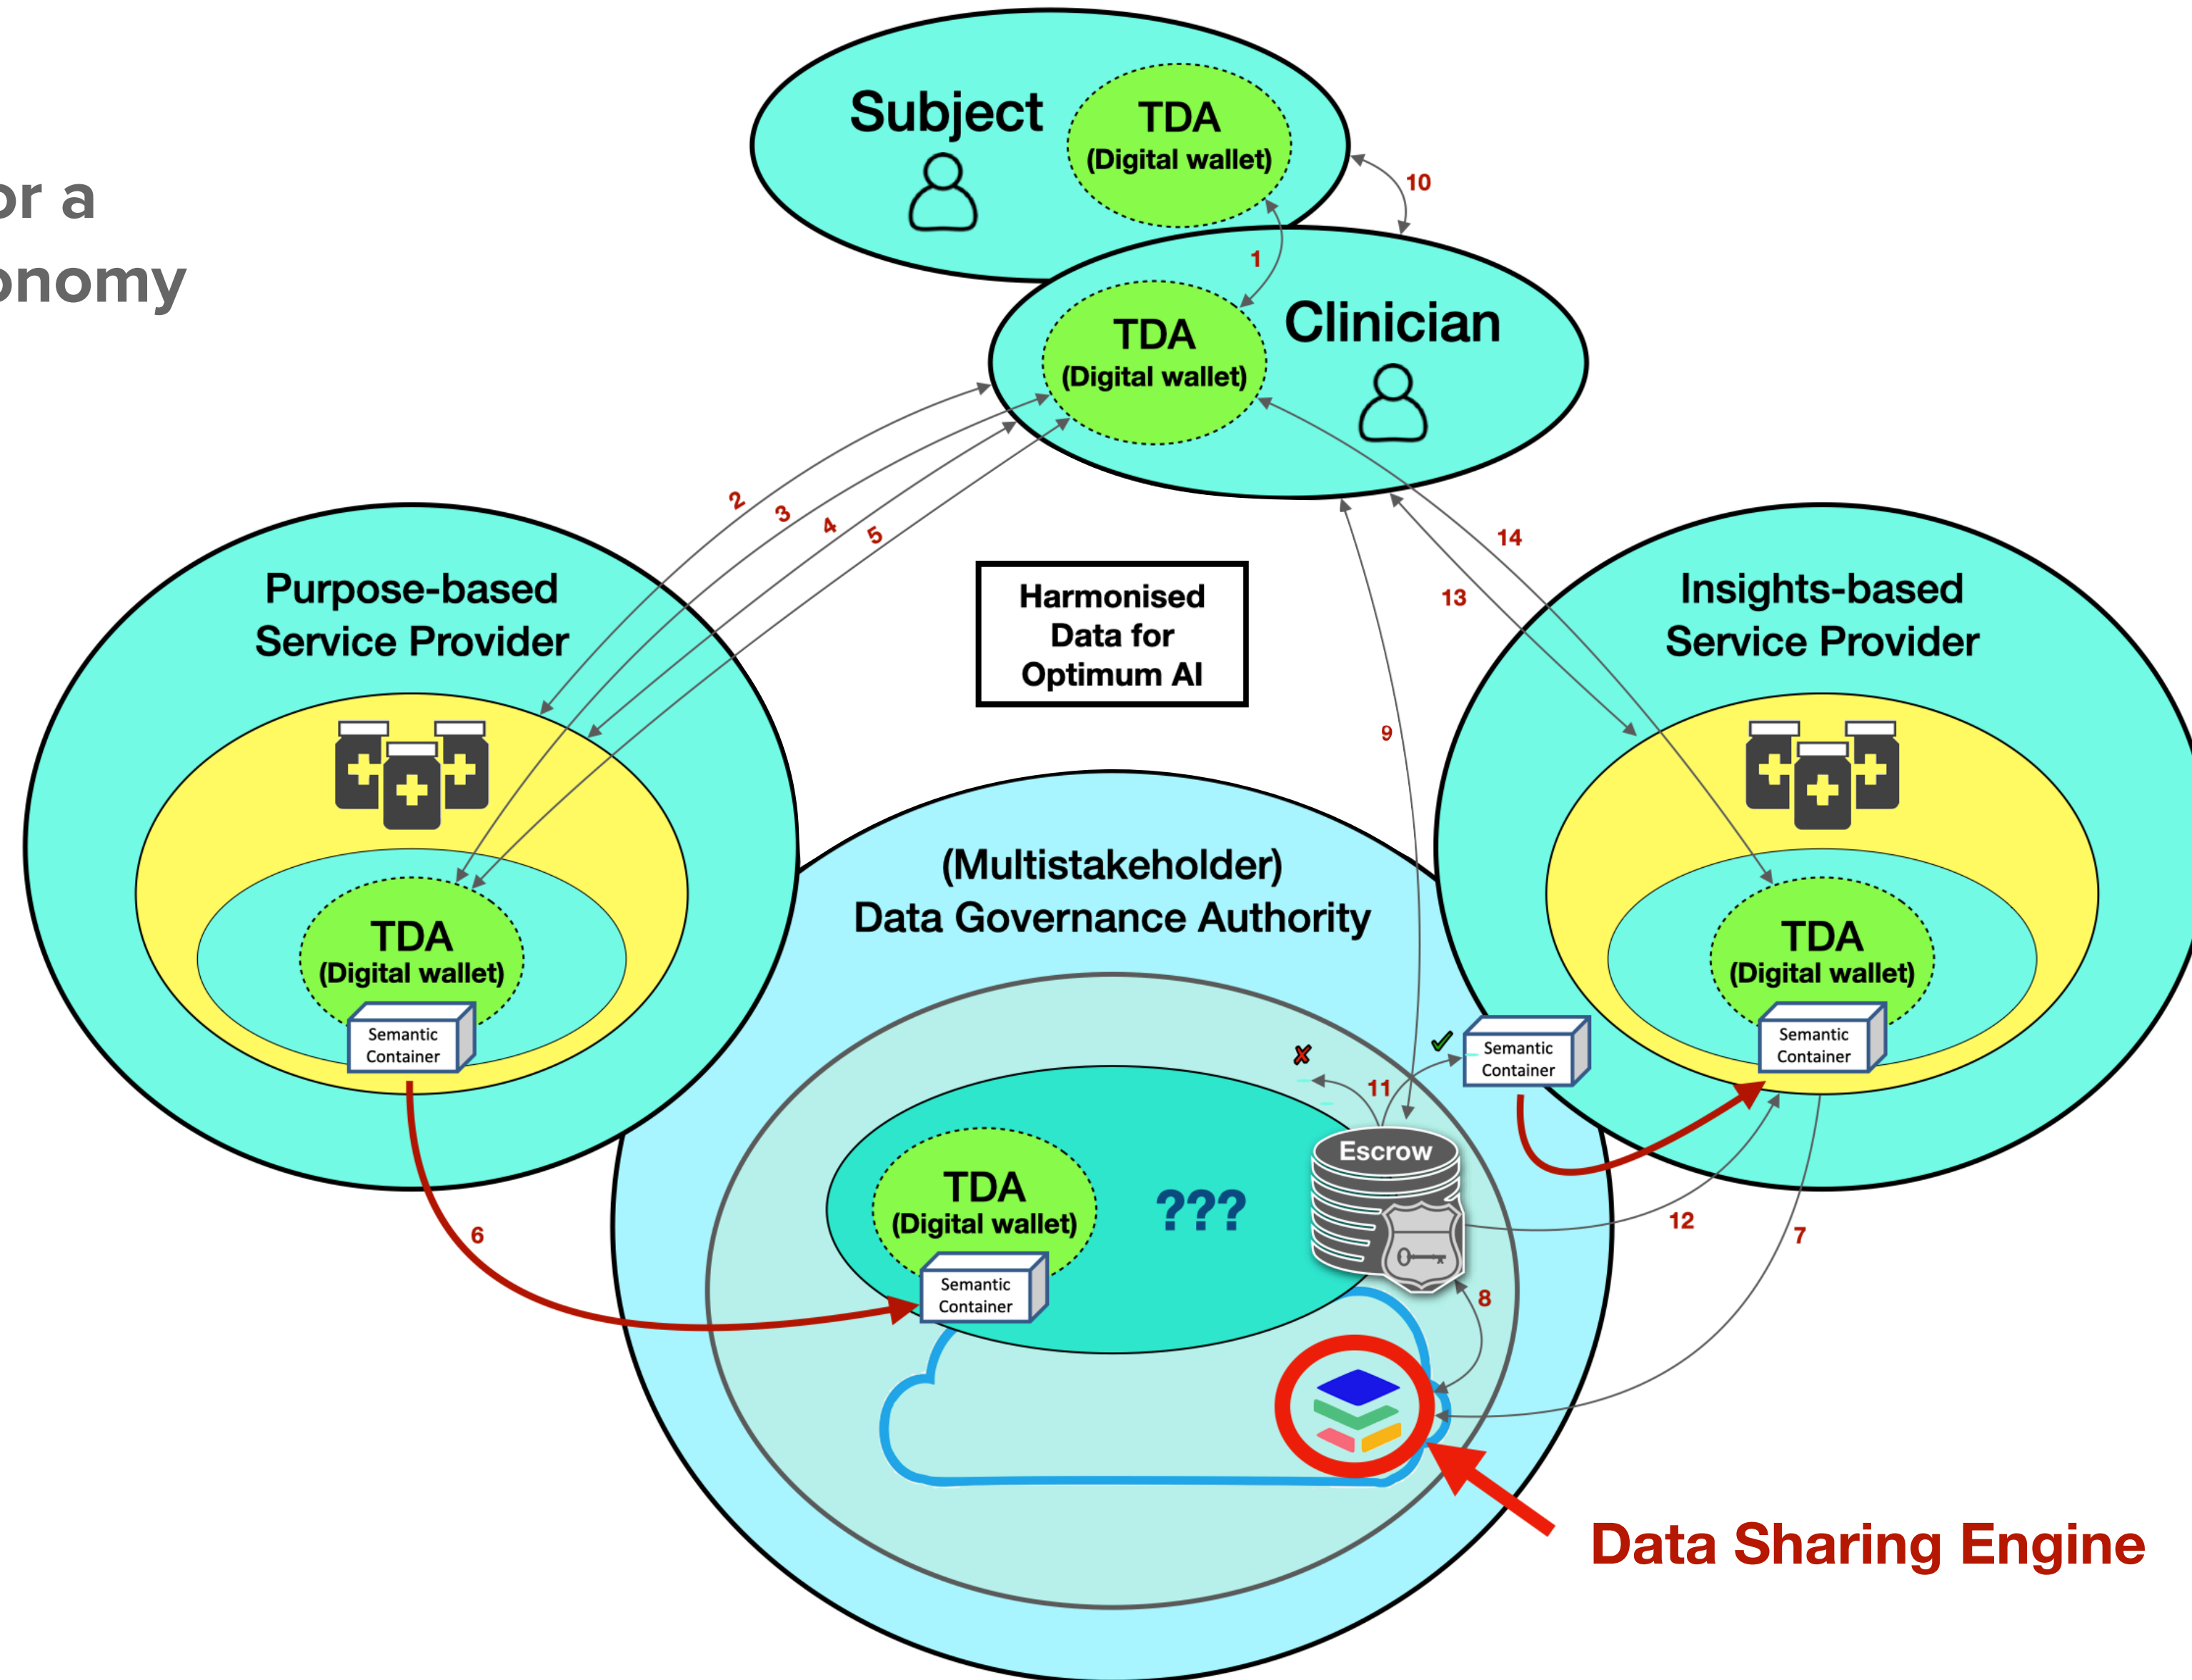 or a
onomy
Subject
TDA
(Digital wallet)
10
1
TDA
(Digital wallet)
Clinician
2
3
4
5
14
13
9
Harmonised
Data for
Optimum AI
Purpose-based
Service Provider
TDA
(Digital wallet)
Semantic
Container
Insights-based
Service Provider
TDA
(Digital wallet)
Semantic
Container
(Multistakeholder)
Data Governance Authority
Semantic
Container
11
Escrow
TDA
(Digital wallet)
???
Semantic
Container
6
12
7
8
Data Sharing Engine